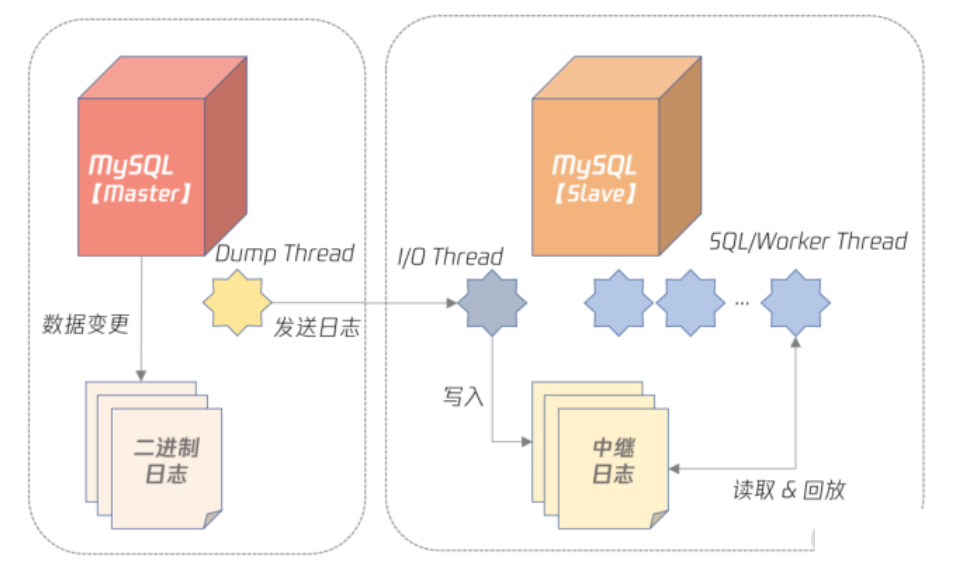 MySQL
【Master】
MySQL
【Slave】
Dump Thread
I/O Thread
SQL/Worker Thread
...
数据变更
发送日志
写入
二进制
日志
中继
日志
读取 & 回放